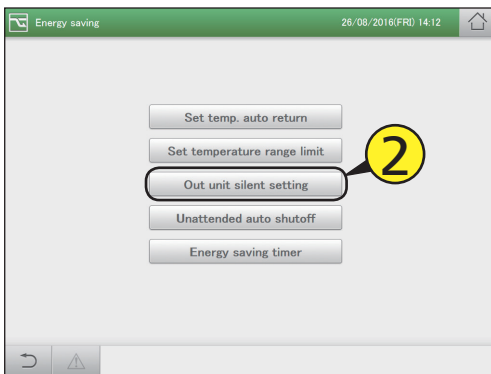 Energy saving 26/08/2016(FRI) 14:12
Set temp. auto return
Set temperature range limit
Out unit silent setting
2
Unattended auto shutoff
Energy saving timer